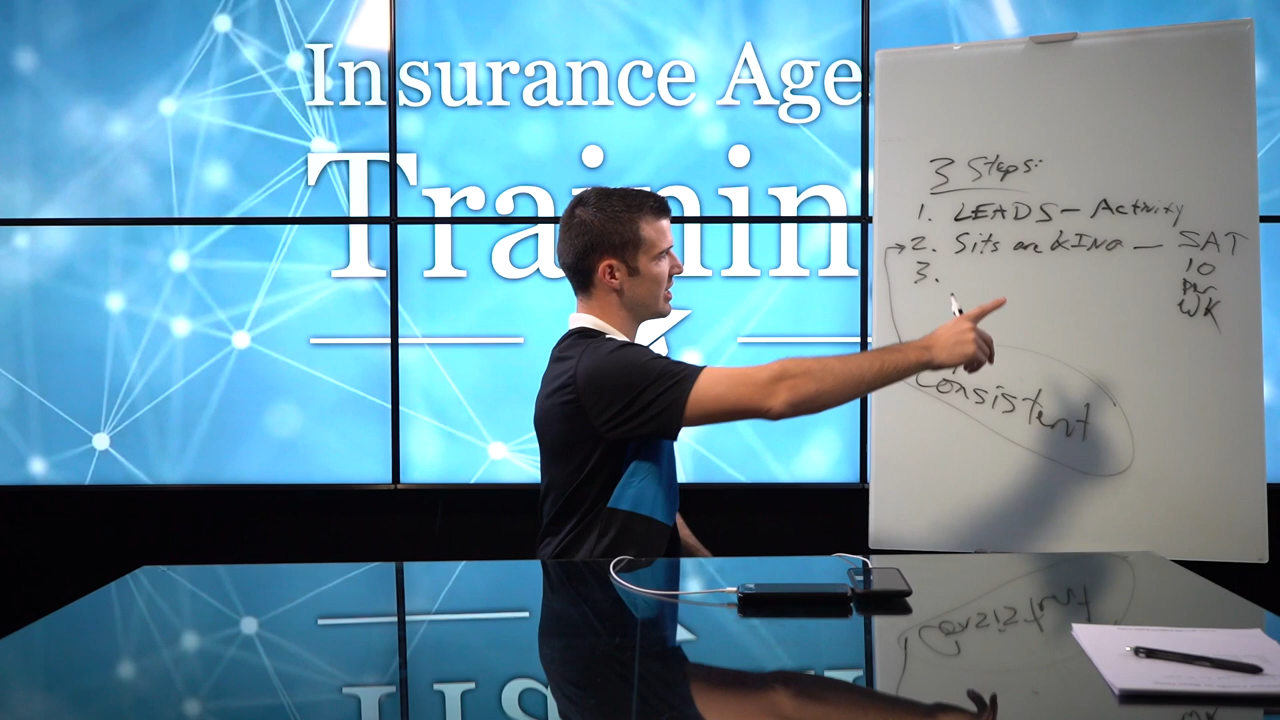 Insurance Age
Trainin
3 Steps:
1. LEADS - Activity
2. Sits are KING - SAT
3.
10
per
WK
Consistent